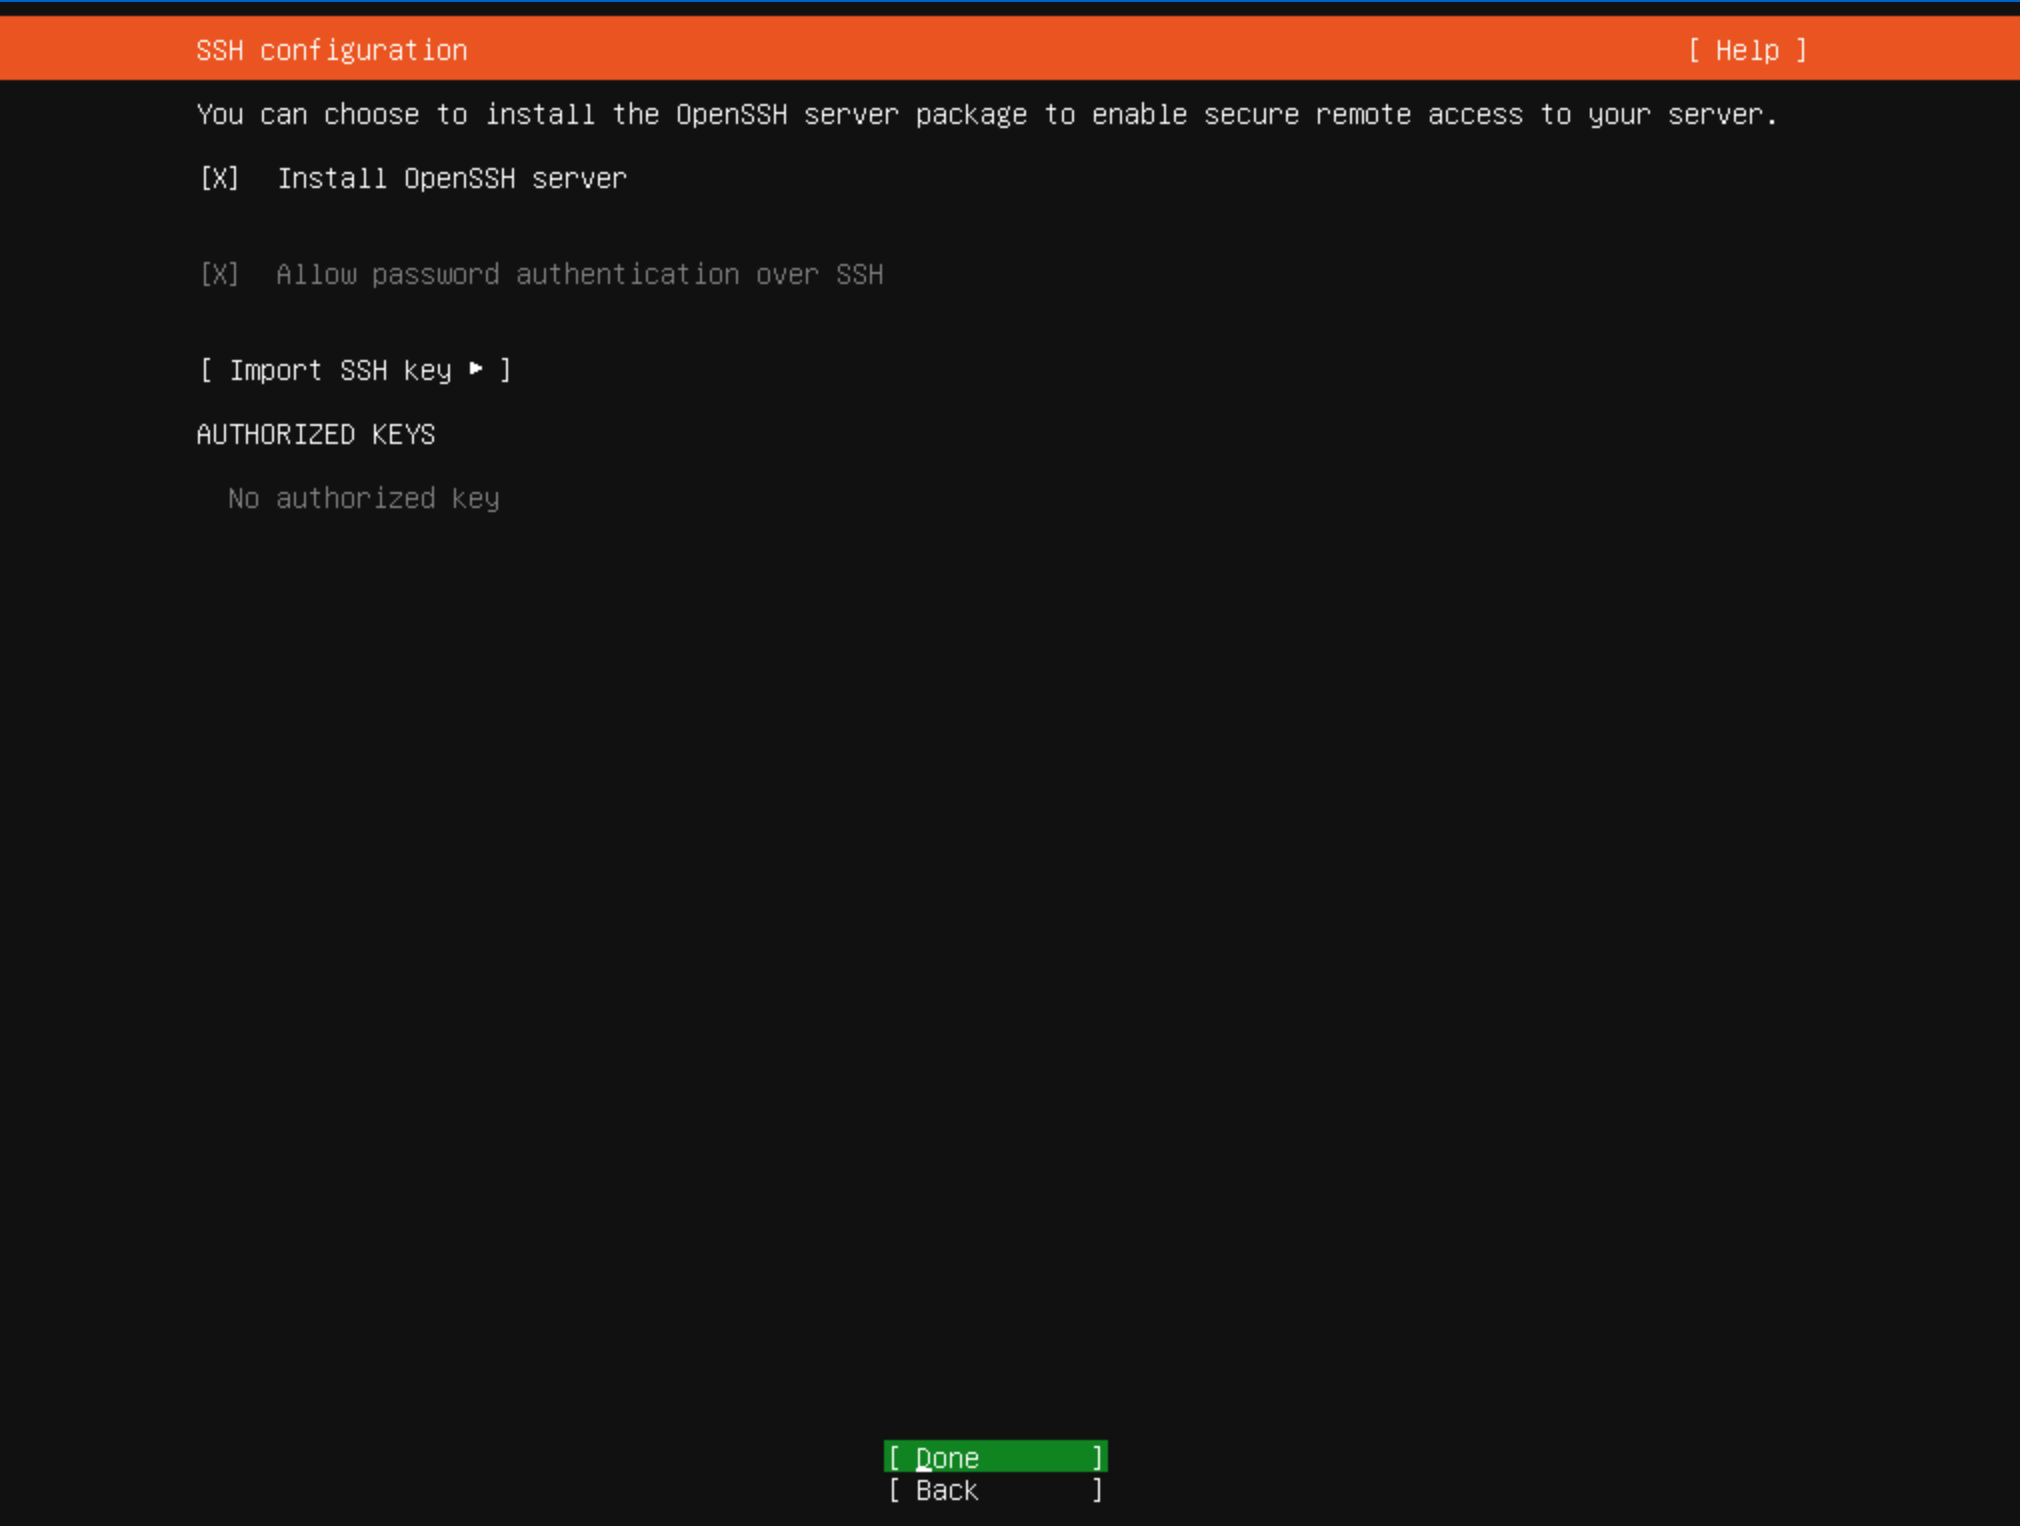 SSH configuration [ Help ]
You can choose to install the OpenSSH server package to enable secure remote access to your server.
[X] Install OpenSSH server
[X] Allow password authentication over SSH
[ Import SSH key ▸ ]
AUTHORIZED KEYS
No authorized key
[ Done ]
[ Back ]